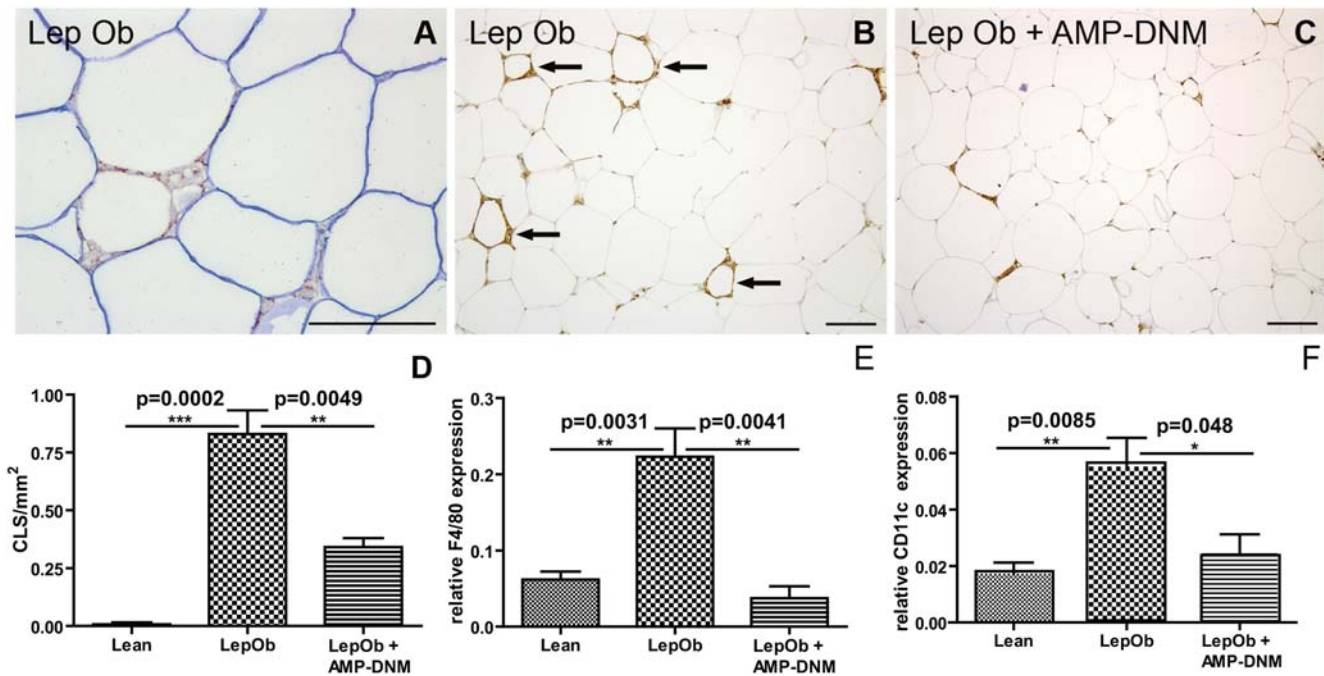 Lep Ob
A
Lep Ob
B
Lep Ob + AMP-DNM
C
D
CLS/mm²
1.00
0.75
0.50
0.25
0.00
p=0.0002
***
p=0.0049
**
Lean
LepOb
LepOb +
AMP-DNM
E
relative F4/80 expression
0.3
0.2
0.1
0.0
p=0.0031
**
p=0.0041
**
Lean
LepOb
LepOb +
AMP-DNM
F
relative CD11c expression
0.08
0.06
0.04
0.02
0.00
p=0.0085
**
p=0.048
*
Lean
LepOb
LepOb +
AMP-DNM